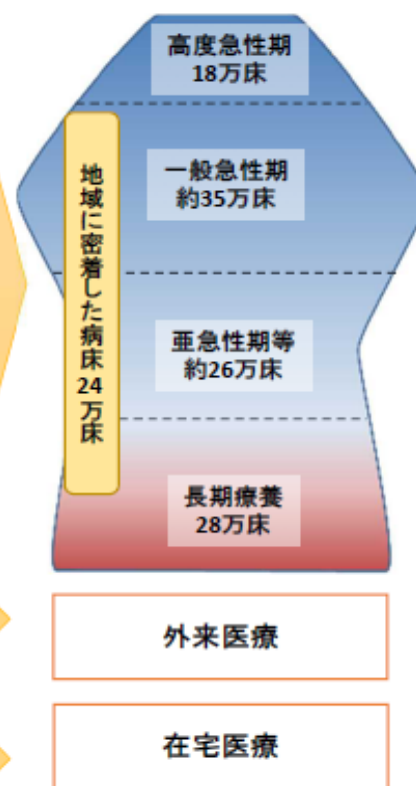 高度急性期
18万床
一般急性期
約35万床
地域に密着した病床24万床
亜急性期等
約26万床
長期療養
28万床
外来医療
在宅医療